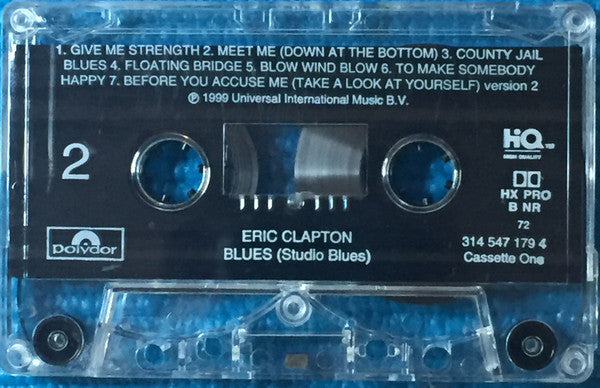 1. GIVE ME STRENGTH 2. MEET ME (DOWN AT THE BOTTOM) 3. COUNTY JAIL
BLUES 4. FLOATING BRIDGE 5. BLOW WIND BLOW 6. TO MAKE SOMEBODY
HAPPY 7. BEFORE YOU ACCUSE ME (TAKE A LOOK AT YOURSELF) version 2
℗ 1999 Universal International Music B.V.
2
HiQ
HIGH QUALITY
HX PRO
B NR
72
314 547 179 4
Cassette One
polydor
ERIC CLAPTON
BLUES (Studio Blues)